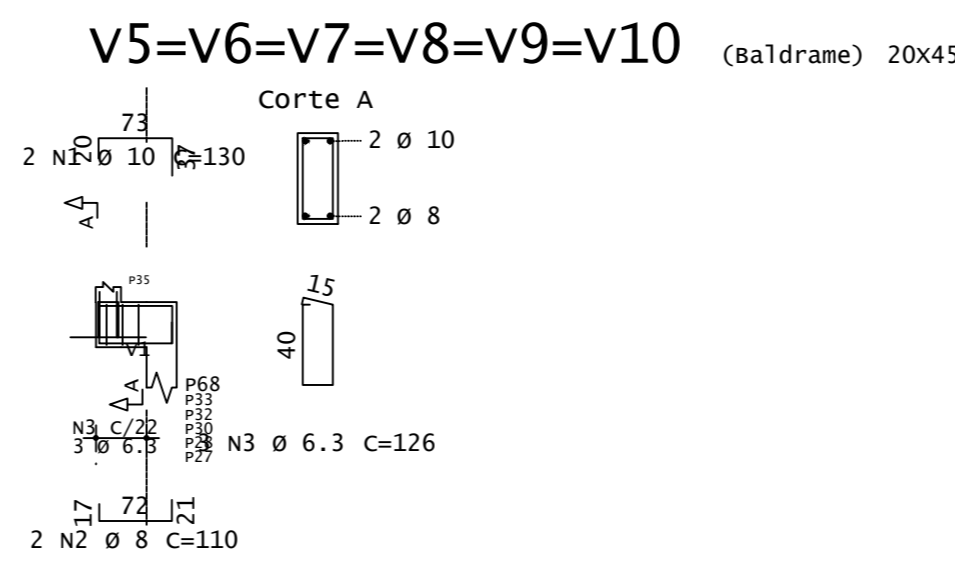 V5=V6=V7=V8=V9=V10 (Baldrame) 20X45
Corte A
73
20
37
2 N1 Ø 10 C=130
2 Ø 10
A
2 Ø 8
P35
15
40
V1
A
P68
P33
P32
P30
P28
P27
N3 C/22
3 Ø 6.3
3 N3 Ø 6.3 C=126
17
72
21
2 N2 Ø 8 C=110